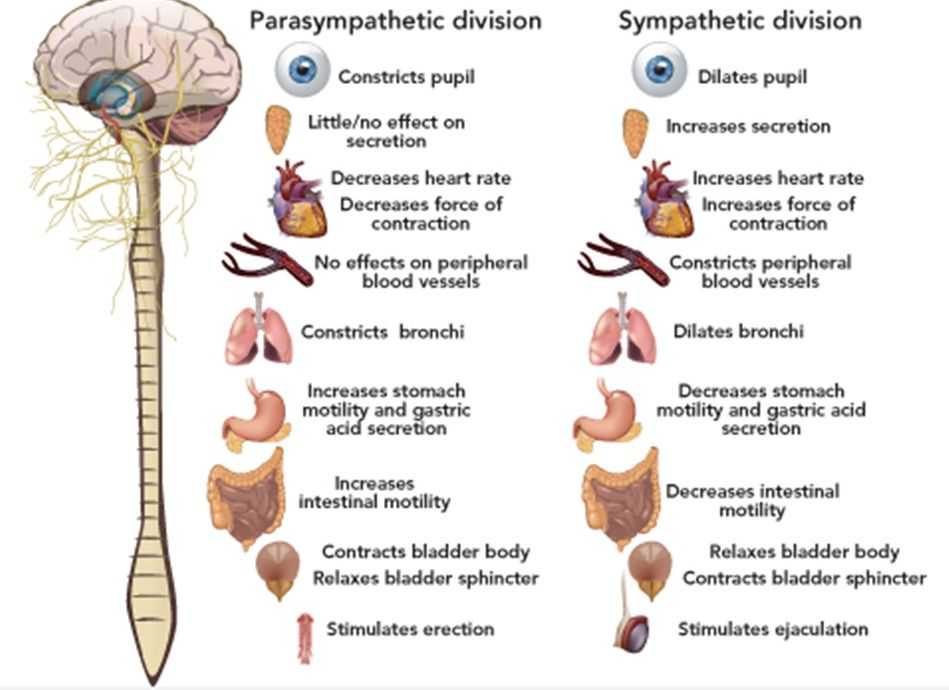 Parasympathetic division
Constricts pupil
Little/no effect on
secretion
Decreases heart rate
Decreases force of
contraction
No effects on peripheral
blood vessels
Constricts bronchi
Increases stomach
motility and gastric
acid secretion
Increases
intestinal motility
Contracts bladder body
Relaxes bladder sphincter
Stimulates erection
Sympathetic division
Dilates pupil
Increases secretion
Increases heart rate
Increases force of
contraction
Constricts peripheral
blood vessels
Dilates bronchi
Decreases stomach
motility and gastric acid
secretion
Decreases intestinal
motility
Relaxes bladder body
Contracts bladder sphincter
Stimulates ejaculation